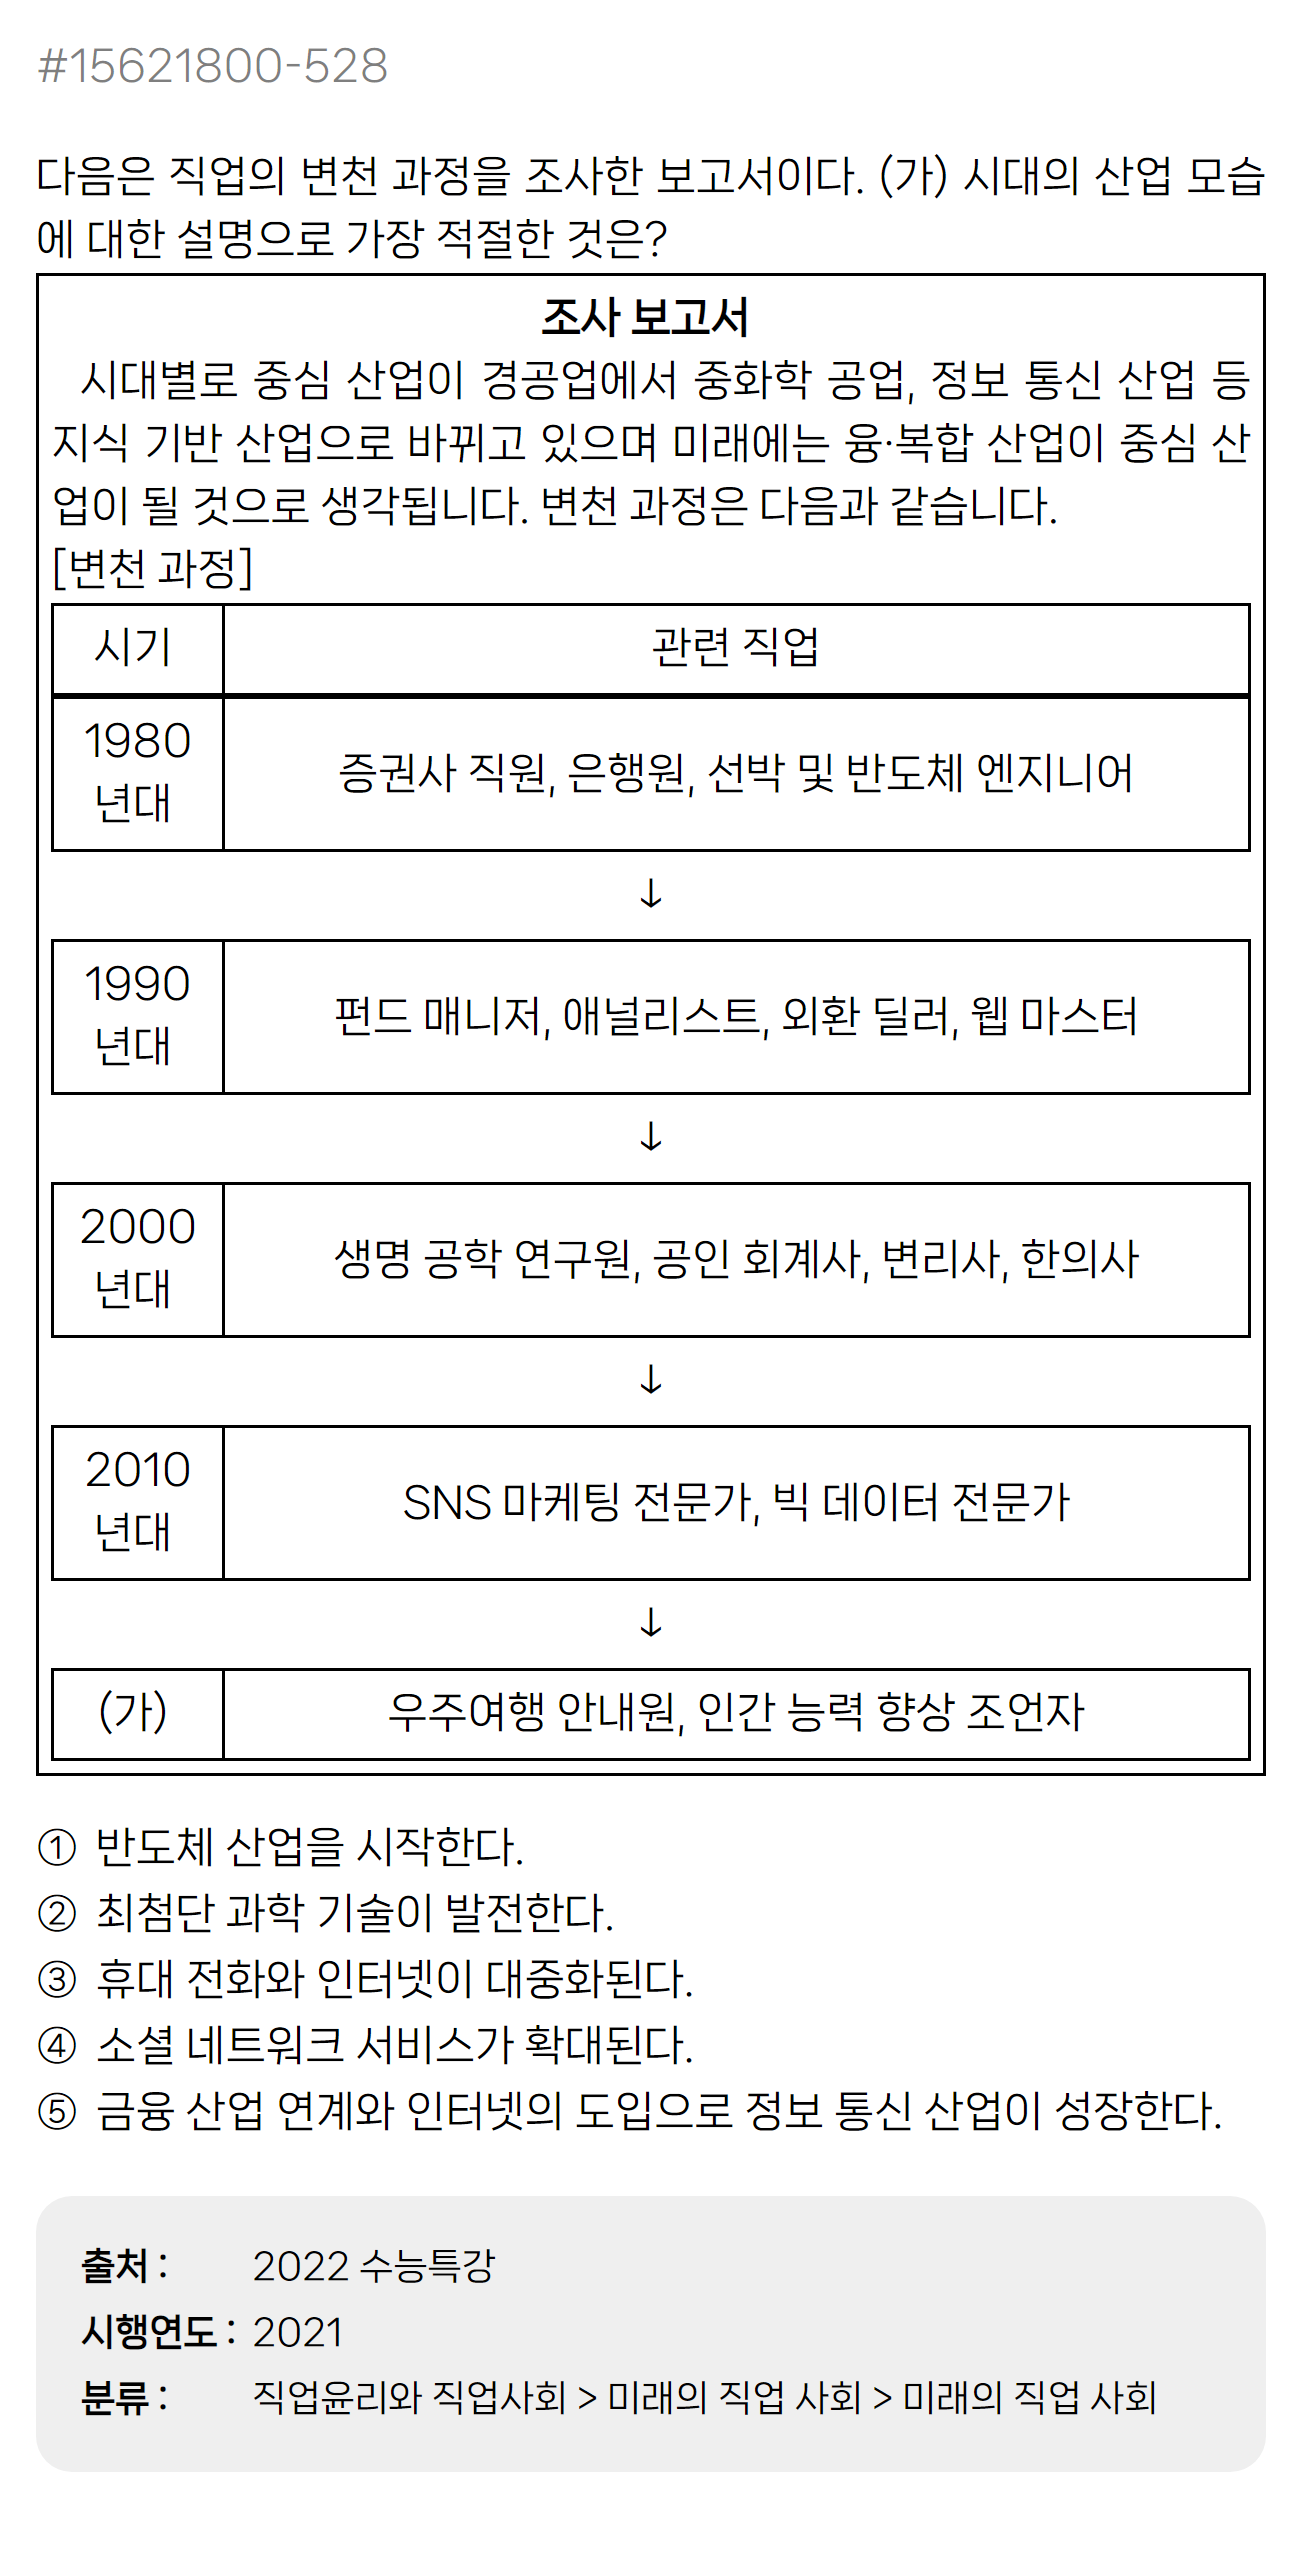 #15621800-528
다음은 직업의 변천 과정을 조사한 보고서이다. (가) 시대의 산업 모습
에 대한 설명으로 가장 적절한 것은?
조사 보고서
시대별로 중심 산업이 경공업에서 중화학 공업, 정보 통신 산업 등
지식 기반 산업으로 바뀌고 있으며 미래에는 융·복합 산업이 중심 산
업이 될 것으로 생각됩니다. 변천 과정은 다음과 같습니다.
[변천 과정]
시기 관련 직업
1980
년대
증권사 직원, 은행원, 선박 및 반도체 엔지니어
↓
1990
년대
펀드 매니저, 애널리스트, 외환 딜러, 웹 마스터
↓
2000
년대
생명 공학 연구원, 공인 회계사, 변리사, 한의사
↓
2010
년대
SNS 마케팅 전문가, 빅 데이터 전문가
↓
(가) 우주여행 안내원, 인간 능력 향상 조언자
① 반도체 산업을 시작한다.
② 최첨단 과학 기술이 발전한다.
③ 휴대 전화와 인터넷이 대중화된다.
④ 소셜 네트워크 서비스가 확대된다.
⑤ 금융 산업 연계와 인터넷의 도입으로 정보 통신 산업이 성장한다.
출처 : 2022 수능특강
시행연도 : 2021
분류 : 직업윤리와 직업사회 > 미래의 직업 사회 > 미래의 직업 사회